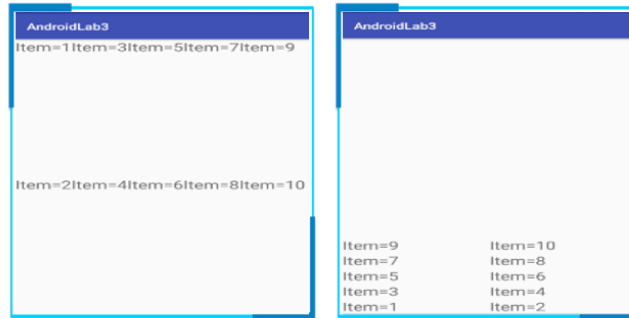 AndroidLab3
Item=1Item=3Item=5Item=7Item=9
Item=2Item=4Item=6Item=8Item=10
AndroidLab3
Item=9 Item=10
Item=7 Item=8
Item=5 Item=6
Item=3 Item=4
Item=1 Item=2